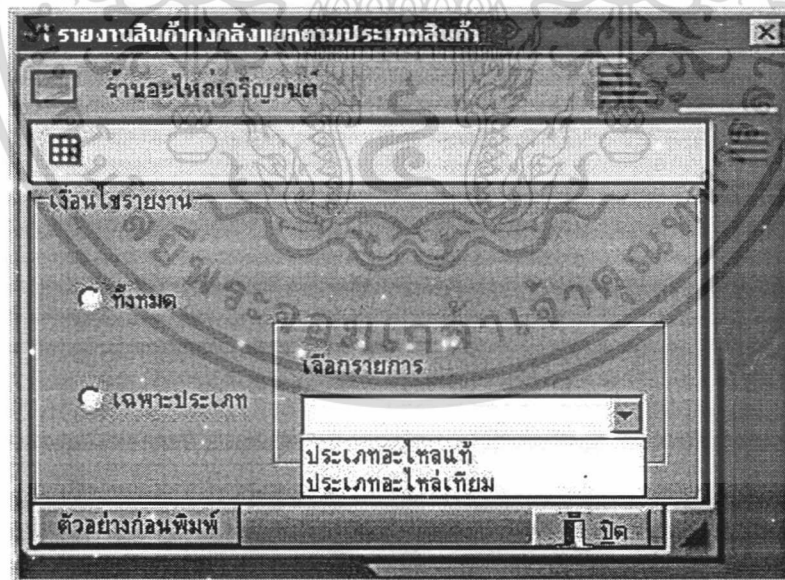 รายงานสินค้าคงคลังแยกตามประเภทสินค้า
ร้านอะไหล่เจริญยนต์
เงื่อนไขรายงาน
ทั้งหมด
เลือกรายการ
เฉพาะประเภท
ประเภทอะไหล่แท้
ประเภทอะไหล่เทียม
ตัวอย่างก่อนพิมพ์
ปิด